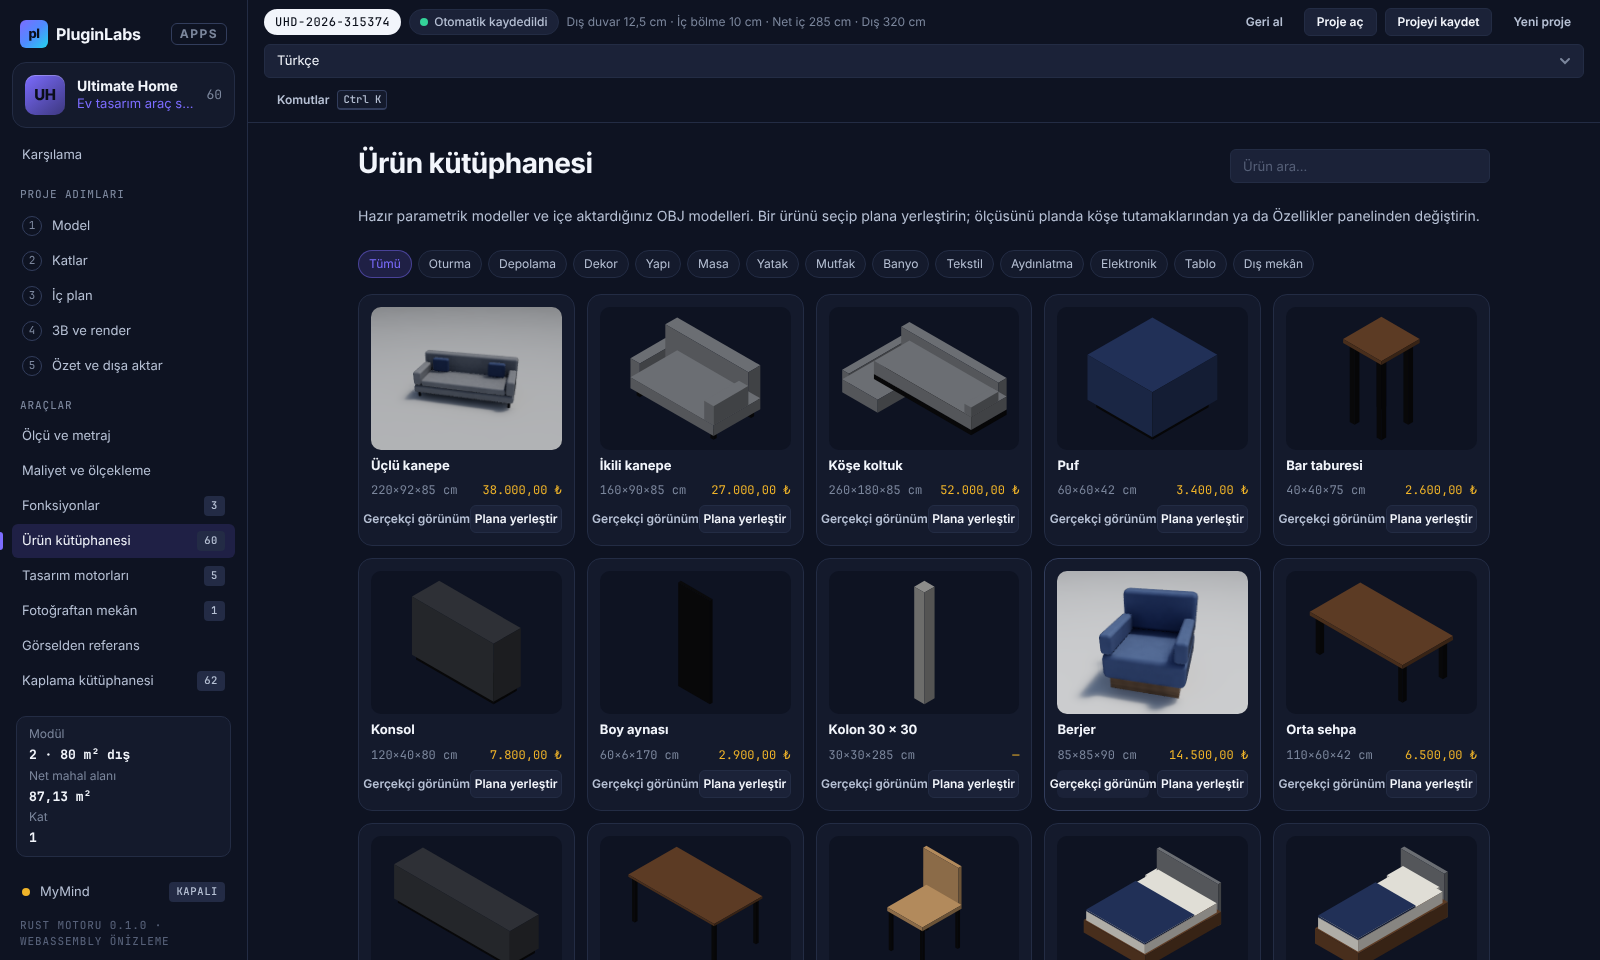 pl PluginLabs APPS
UH Ultimate Home 60
Ev tasarım araç s...
Karşılama
PROJE ADIMLARI
1 Model
2 Katlar
3 İç plan
4 3B ve render
5 Özet ve dışa aktar
ARAÇLAR
Ölçü ve metraj
Maliyet ve ölçekleme
Fonksiyonlar 3
Ürün kütüphanesi 60
Tasarım motorları 5
Fotoğraftan mekân 1
Görselden referans
Kaplama kütüphanesi 62
Modül
2 · 80 m² dış
Net mahal alanı
87,13 m²
Kat
1
MyMind KAPALI
RUST MOTORU 0.1.0 ·
WEBASSEMBLY ÖNİZLEME
UHD-2026-315374 Otomatik kaydedildi Dış duvar 12,5 cm · İç bölme 10 cm · Net iç 285 cm · Dış 320 cm Geri al Proje aç Projeyi kaydet Yeni proje
Türkçe
Komutlar Ctrl K
Ürün kütüphanesi Ürün ara...
Hazır parametrik modeller ve içe aktardığınız OBJ modelleri. Bir ürünü seçip plana yerleştirin; ölçüsünü planda köşe tutamaklarından ya da Özellikler panelinden değiştirin.
Tümü Oturma Depolama Dekor Yapı Masa Yatak Mutfak Banyo Tekstil Aydınlatma Elektronik Tablo Dış mekân
Üçlü kanepe İkili kanepe Köşe koltuk Puf Bar taburesi
220×92×85 cm 38.000,00 ₺ 160×90×85 cm 27.000,00 ₺ 260×180×85 cm 52.000,00 ₺ 60×60×42 cm 3.400,00 ₺ 40×40×75 cm 2.600,00 ₺
Gerçekçi görünüm Plana yerleştir Gerçekçi görünüm Plana yerleştir Gerçekçi görünüm Plana yerleştir Gerçekçi görünüm Plana yerleştir Gerçekçi görünüm Plana yerleştir
Konsol Boy aynası Kolon 30 × 30 Berjer Orta sehpa
120×40×80 cm 7.800,00 ₺ 60×6×170 cm 2.900,00 ₺ 30×30×285 cm — 85×85×90 cm 14.500,00 ₺ 110×60×42 cm 6.500,00 ₺
Gerçekçi görünüm Plana yerleştir Gerçekçi görünüm Plana yerleştir Gerçekçi görünüm Plana yerleştir Gerçekçi görünüm Plana yerleştir Gerçekçi görünüm Plana yerleştir